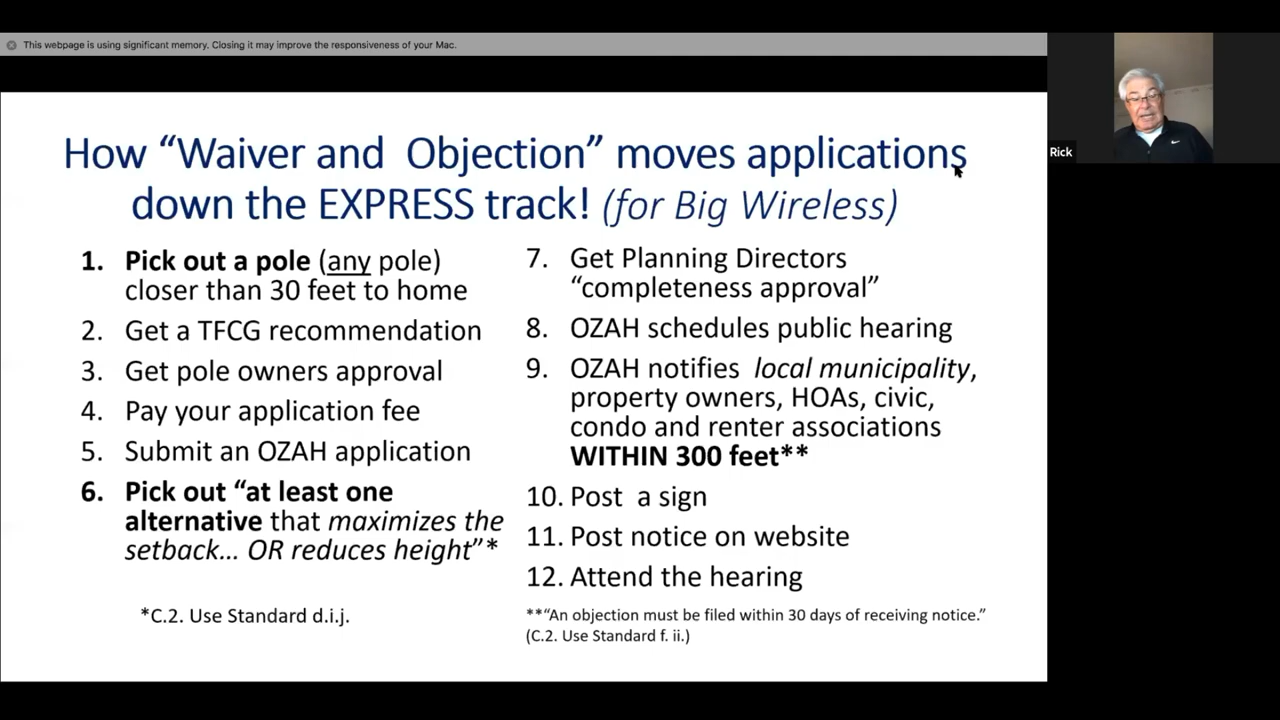 This webpage is using significant memory. Closing it may improve the responsiveness of your Mac.
How “Waiver and Objection” moves applications
down the EXPRESS track! (for Big Wireless)
1. Pick out a pole (any pole)
closer than 30 feet to home
2. Get a TFCG recommendation
3. Get pole owners approval
4. Pay your application fee
5. Submit an OZAH application
6. Pick out “at least one
alternative that maximizes the
setback... OR reduces height”*
*C.2. Use Standard d.i.j.
7. Get Planning Directors
“completeness approval”
8. OZAH schedules public hearing
9. OZAH notifies local municipality,
property owners, HOAs, civic,
condo and renter associations
WITHIN 300 feet**
10. Post a sign
11. Post notice on website
12. Attend the hearing
**“An objection must be filed within 30 days of receiving notice.”
(C.2. Use Standard f. ii.)
Rick